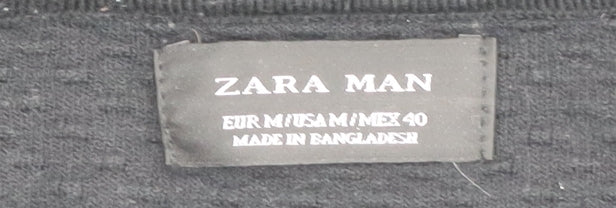 ZARA MAN
EUR M/USA M/MEX 40
MADE IN BANGLADESH